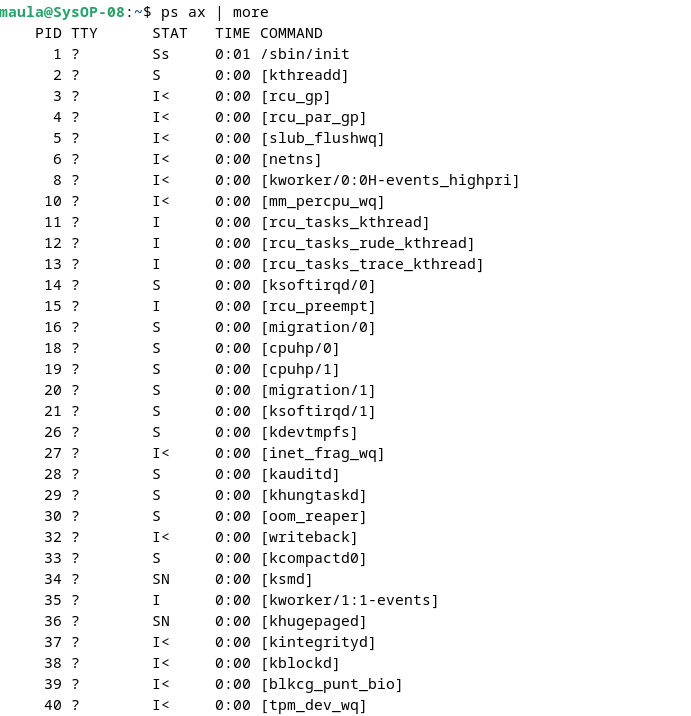 maula@SysOP-08:~$ ps ax | more
    PID TTY      STAT   TIME COMMAND
      1 ?        Ss     0:01 /sbin/init
      2 ?        S      0:00 [kthreadd]
      3 ?        I<     0:00 [rcu_gp]
      4 ?        I<     0:00 [rcu_par_gp]
      5 ?        I<     0:00 [slub_flushwq]
      6 ?        I<     0:00 [netns]
      8 ?        I<     0:00 [kworker/0:0H-events_highpri]
     10 ?        I<     0:00 [mm_percpu_wq]
     11 ?        I      0:00 [rcu_tasks_kthread]
     12 ?        I      0:00 [rcu_tasks_rude_kthread]
     13 ?        I      0:00 [rcu_tasks_trace_kthread]
     14 ?        S      0:00 [ksoftirqd/0]
     15 ?        I      0:00 [rcu_preempt]
     16 ?        S      0:00 [migration/0]
     18 ?        S      0:00 [cpuhp/0]
     19 ?        S      0:00 [cpuhp/1]
     20 ?        S      0:00 [migration/1]
     21 ?        S      0:00 [ksoftirqd/1]
     26 ?        S      0:00 [kdevtmpfs]
     27 ?        I<     0:00 [inet_frag_wq]
     28 ?        S      0:00 [kauditd]
     29 ?        S      0:00 [khungtaskd]
     30 ?        S      0:00 [oom_reaper]
     32 ?        I<     0:00 [writeback]
     33 ?        S      0:00 [kcompactd0]
     34 ?        SN     0:00 [ksmd]
     35 ?        I      0:00 [kworker/1:1-events]
     36 ?        SN     0:00 [khugepaged]
     37 ?        I<     0:00 [kintegrityd]
     38 ?        I<     0:00 [kblockd]
     39 ?        I<     0:00 [blkcg_punt_bio]
     40 ?        I<     0:00 [tpm_dev_wq]